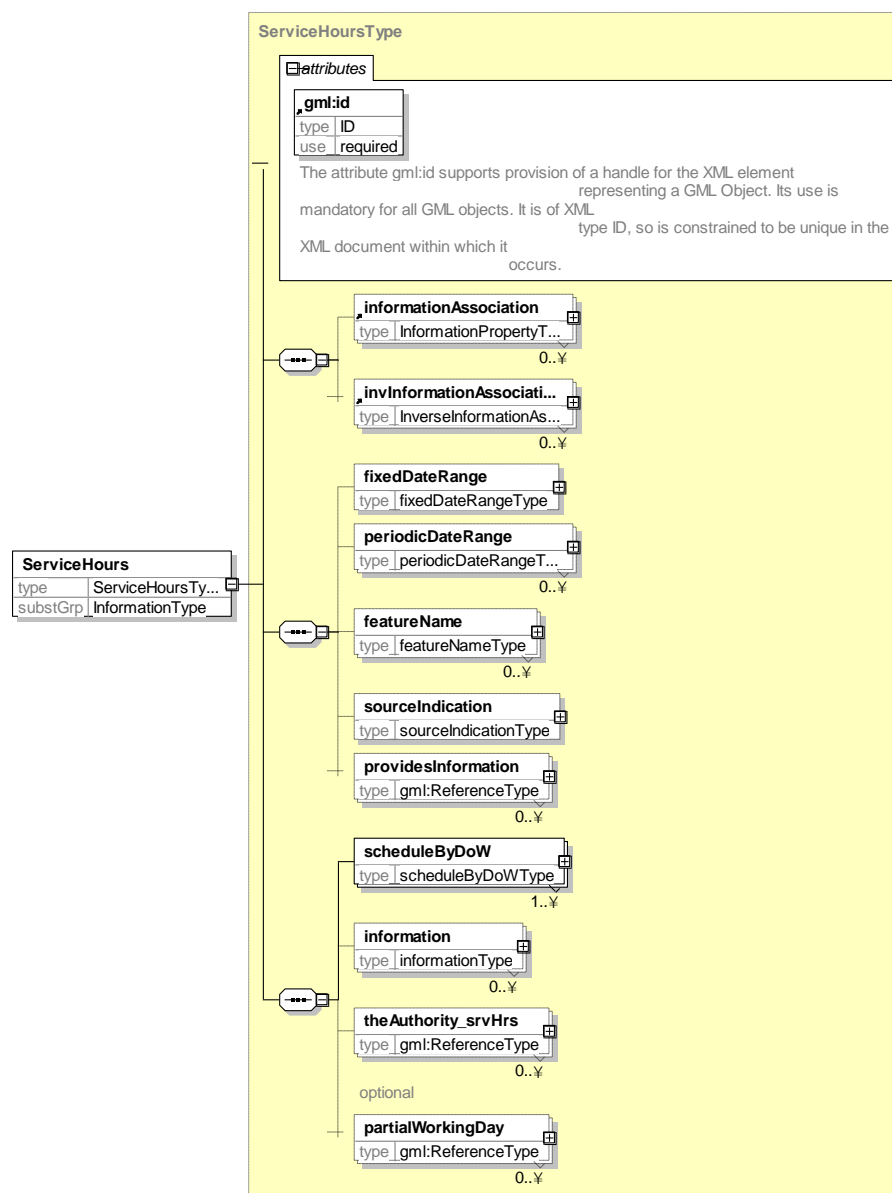 ServiceHoursType
attributes
gml:id
type ID
use required
The attribute gml:id supports provision of a handle for the XML element
representing a GML Object. Its use is
mandatory for all GML objects. It is of XML
type ID, so is constrained to be unique in the
XML document within which it
occurs.
informationAssociation
type InformationPropertyT...
0..¥
invInformationAssociati...
type InverseInformationAs...
0..¥
fixedDateRange
type fixedDateRangeType
periodicDateRange
type periodicDateRangeT...
0..¥
ServiceHours
type ServiceHoursTy...
substGrp InformationType
featureName
type featureNameType
0..¥
sourceIndication
type sourceIndicationType
providesInformation
type gml:ReferenceType
0..¥
scheduleByDoW
type scheduleByDoWType
1..¥
information
type informationType
0..¥
theAuthority_srvHrs
type gml:ReferenceType
0..¥
optional
partialWorkingDay
type gml:ReferenceType
0..¥